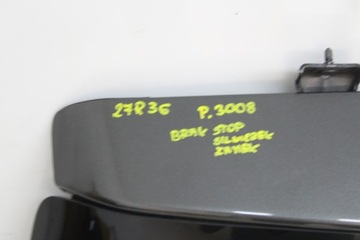 27R36 P.3008
BRAK STOP
SILNICZEK
ZAMEK